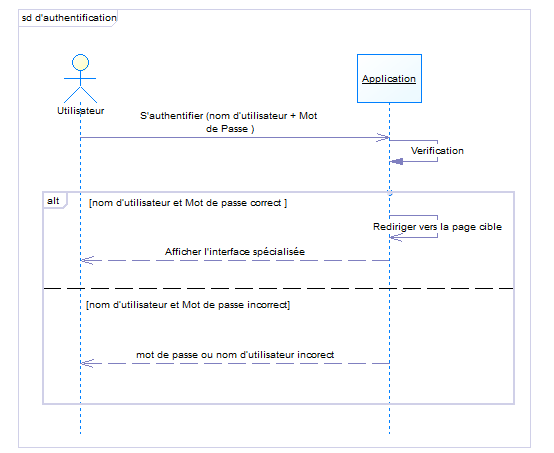 sd d'authentification
Utilisateur
Application
S'authentifier (nom d'utilisateur + Mot
de Passe )
Verification
alt
[nom d'utilisateur et Mot de passe correct ]
Rediriger vers la page cible
Afficher l'interface spécialisée
[nom d'utilisateur et Mot de passe incorrect]
mot de passe ou nom d'utilisateur incorect